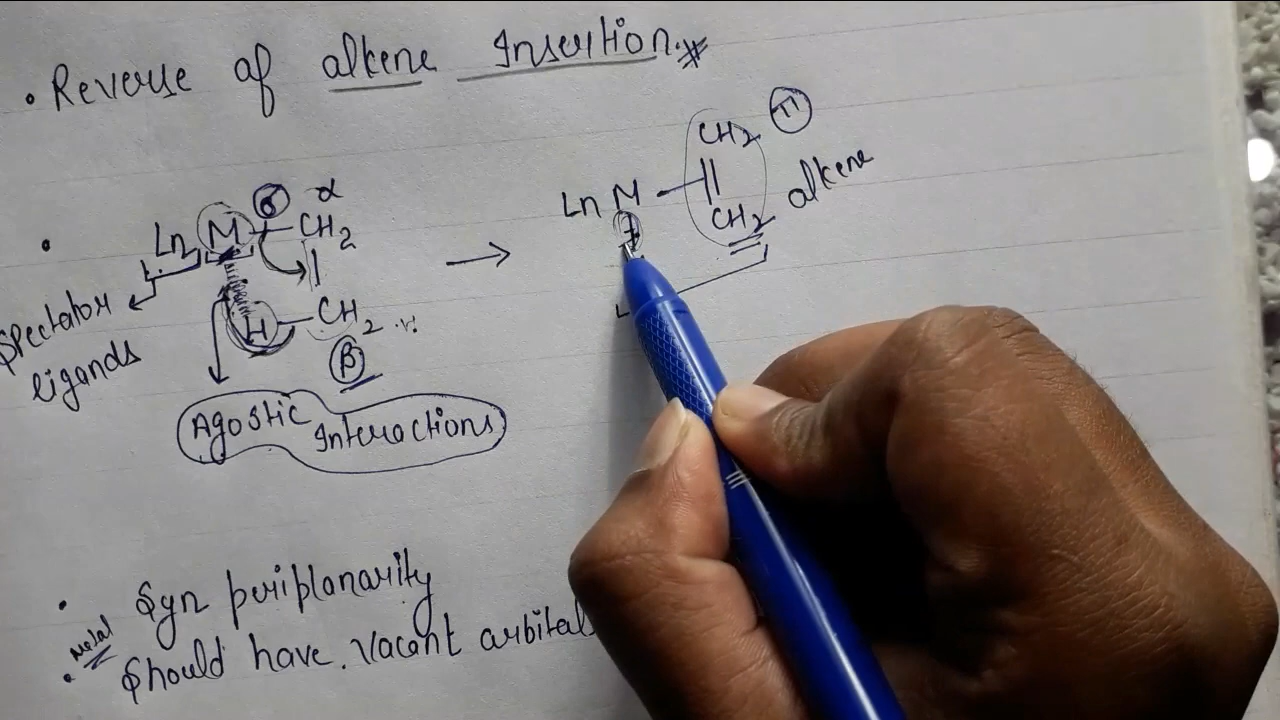 • Reverse of alkene Insertion.*
Ln M — CH2 σ α
H — CH2
β
Spectator
ligands
Agostic Interactions
→
Ln M — CH2 π
CH2 alkene
• Syn periplanarity
• Metal Should have vacant orbital